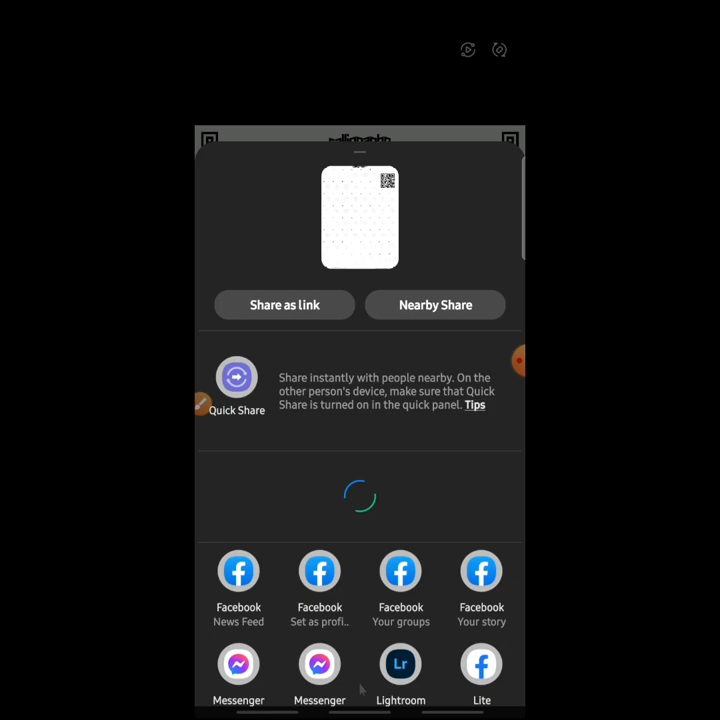 Share as link
Nearby Share
Quick Share
Share instantly with people nearby. On the
other person's device, make sure that Quick
Share is turned on in the quick panel. Tips
Facebook
News Feed
Facebook
Set as profi..
Facebook
Your groups
Facebook
Your story
Messenger
Messenger
Lr
Lightroom
Lite